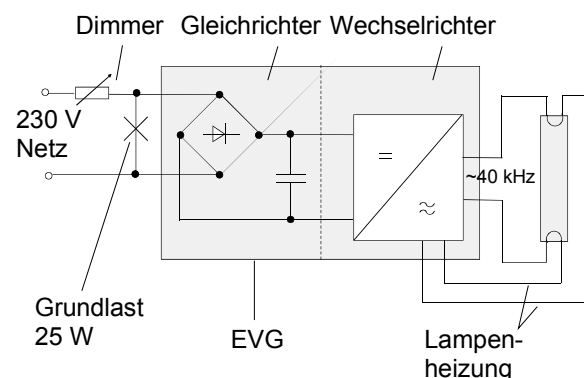 Dimmer
Gleichrichter
Wechselrichter
230 V
Netz
=
≈
~40 kHz
Grundlast
25 W
EVG
Lampen-
heizung